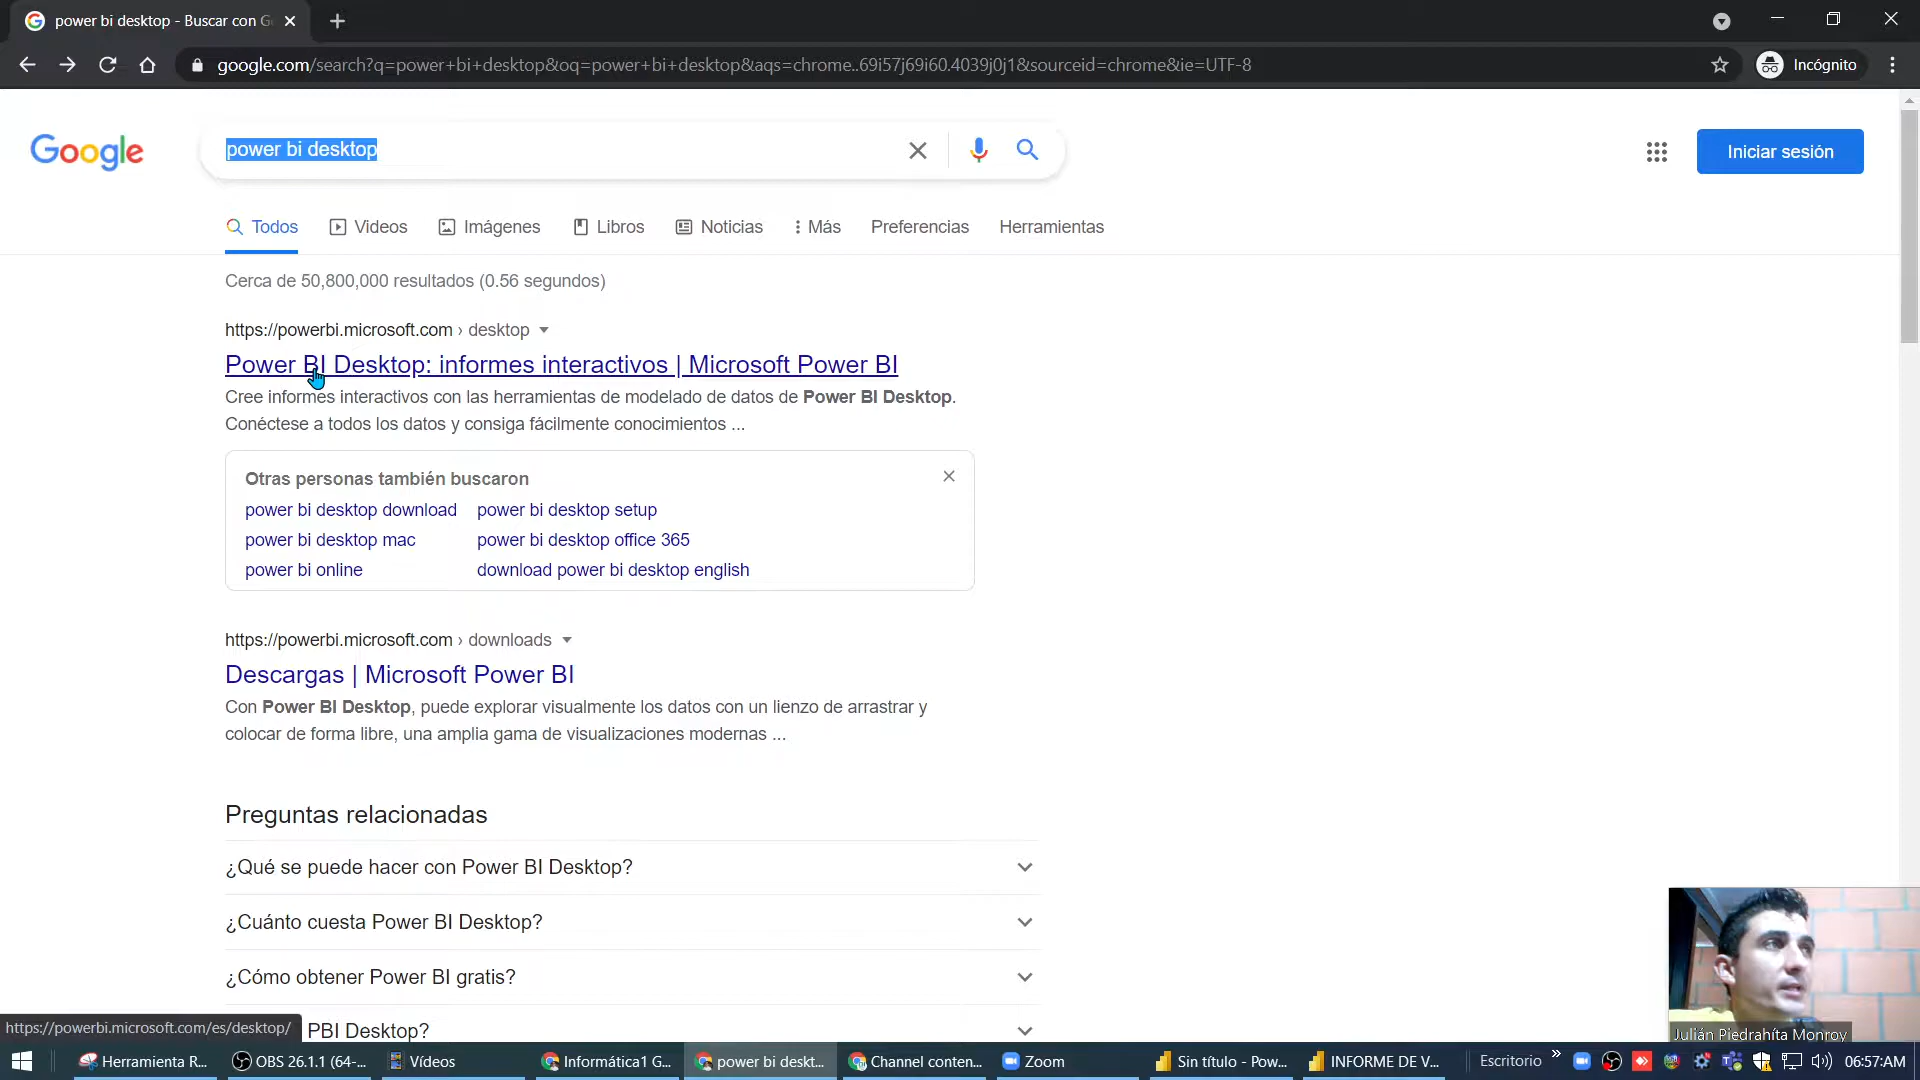 power bi desktop - Buscar con G
google.com/search?q=power+bi+desktop&oq=power+bi+desktop&aqs=chrome..69i57j69i60.4039j0j1&sourceid=chrome&ie=UTF-8
Incógnito
Google
power bi desktop
Iniciar sesión
Todos
Videos
Imágenes
Libros
Noticias
Más
Preferencias
Herramientas
Cerca de 50,800,000 resultados (0.56 segundos)
https://powerbi.microsoft.com › desktop
Power BI Desktop: informes interactivos | Microsoft Power BI
Cree informes interactivos con las herramientas de modelado de datos de Power BI Desktop.
Conéctese a todos los datos y consiga fácilmente conocimientos ...
Otras personas también buscaron
power bi desktop download power bi desktop setup
power bi desktop mac power bi desktop office 365
power bi online download power bi desktop english
https://powerbi.microsoft.com › downloads
Descargas | Microsoft Power BI
Con Power BI Desktop, puede explorar visualmente los datos con un lienzo de arrastrar y
colocar de forma libre, una amplia gama de visualizaciones modernas ...
Preguntas relacionadas
¿Qué se puede hacer con Power BI Desktop?
¿Cuánto cuesta Power BI Desktop?
¿Cómo obtener Power BI gratis?
PBI Desktop?
https://powerbi.microsoft.com/es/desktop/
Julián Piedrahíta Monroy
Herramienta R...
OBS 26.1.1 (64-...
Vídeos
Informática1 G...
power bi deskt...
Channel conten...
Zoom
Sin título - Pow...
INFORME DE V...
Escritorio
06:57AM